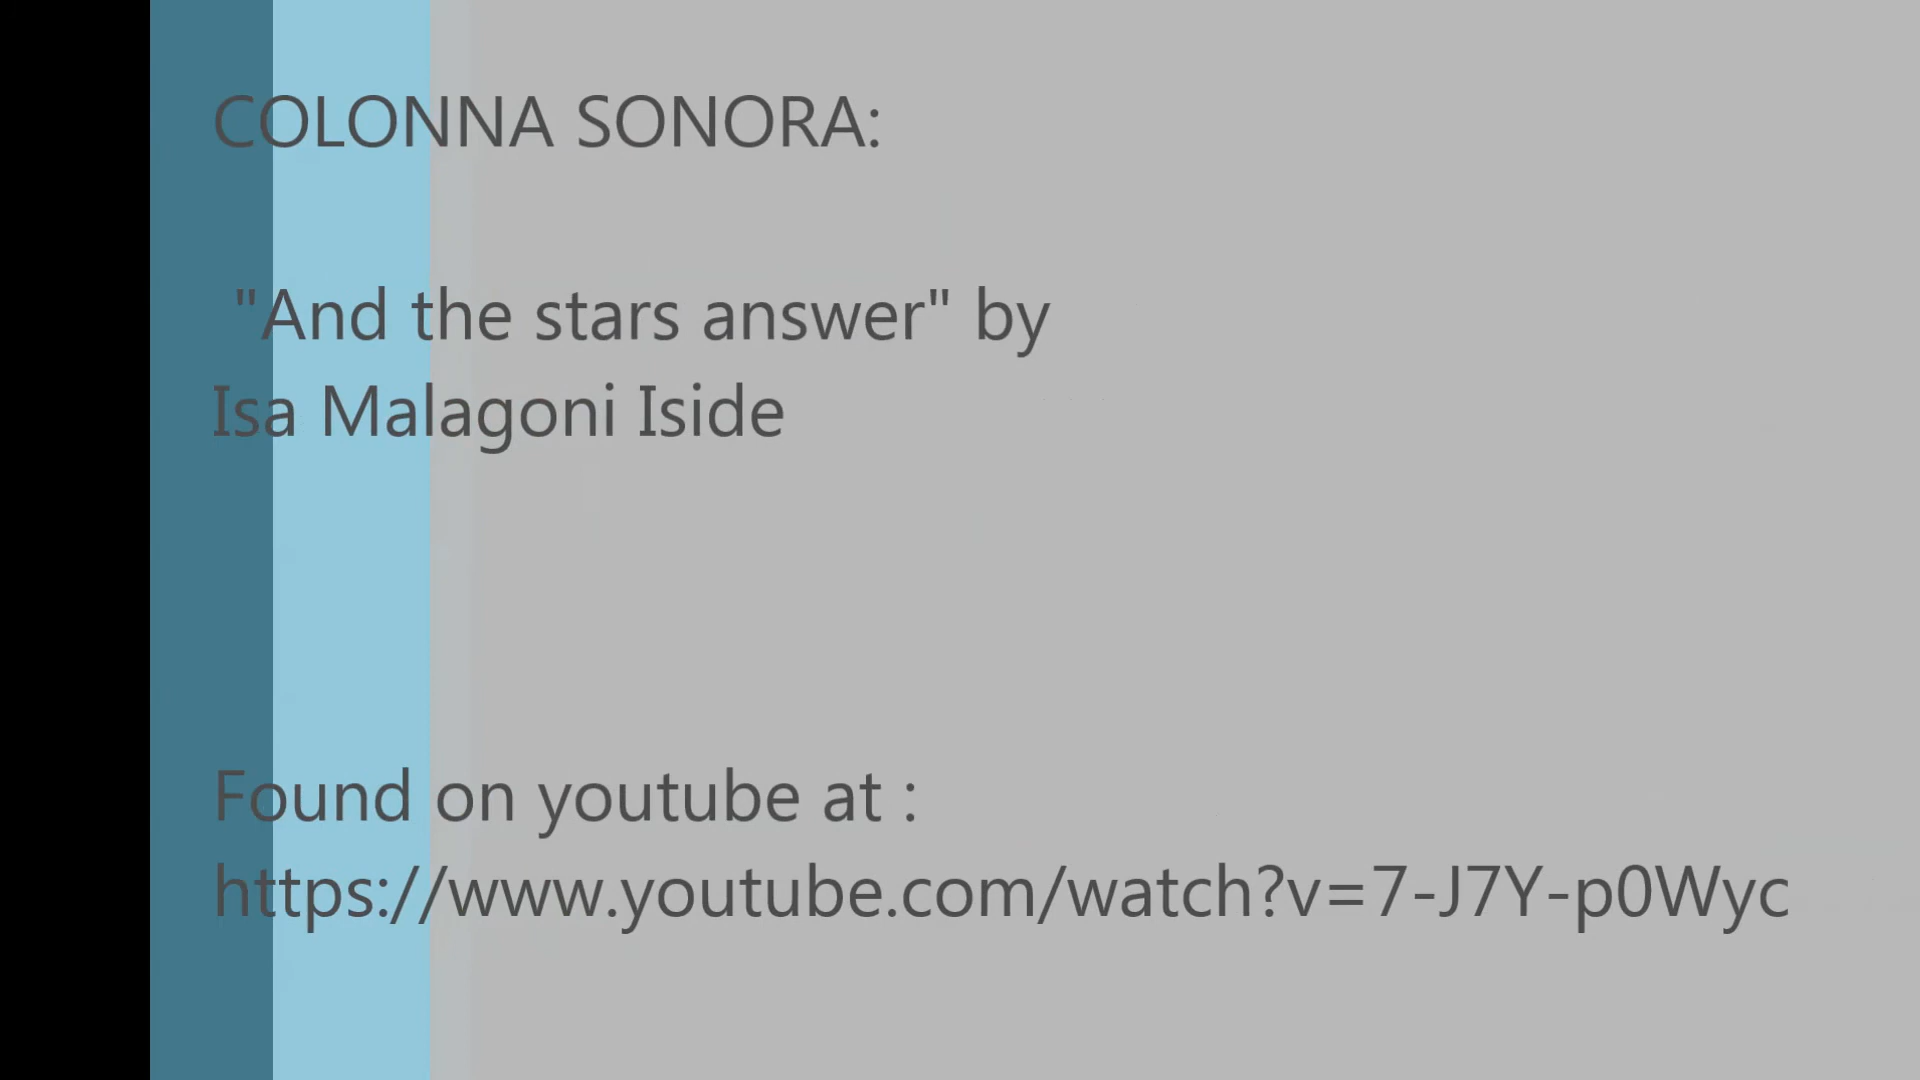 COLONNA SONORA:
"And the stars answer" by
Isa Malagoni Iside
Found on youtube at :
https://www.youtube.com/watch?v=7-J7Y-p0Wyc